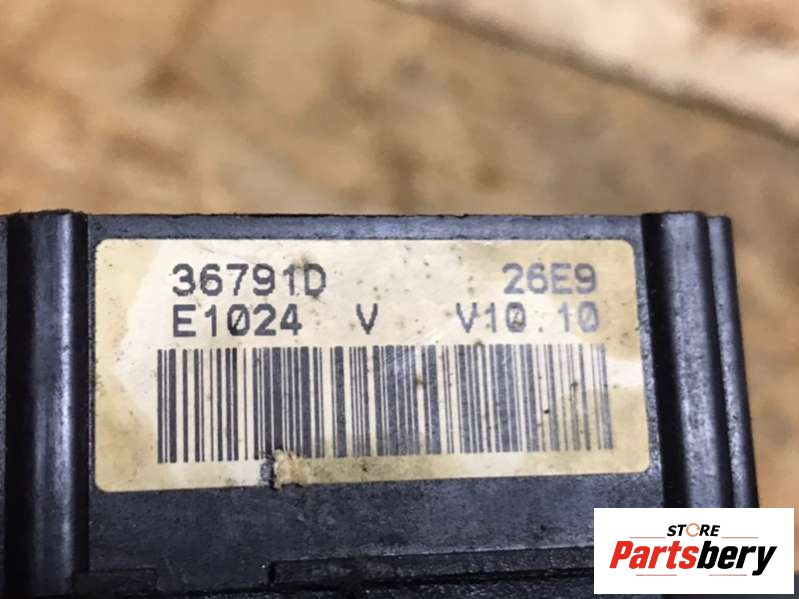 36791D 26E9
E1024 V V10.10
STORE
Partsbery